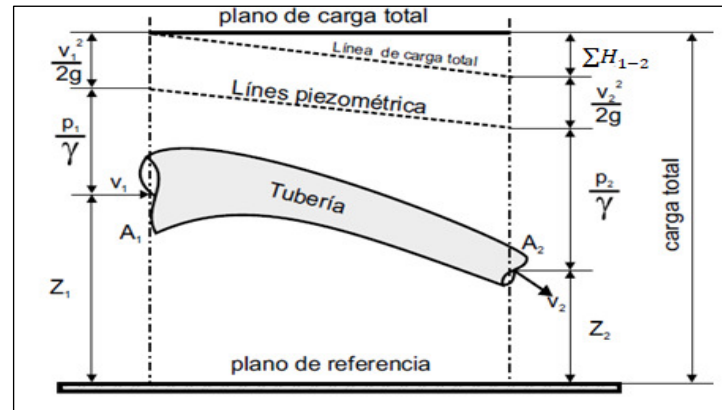 plano de carga total
Línea de carga total
v₁²/2g
∑H₁₋₂
Línes piezométrica
v₂²/2g
p₁/γ
p₂/γ
carga total
v₁
Tubería
A₁
A₂
v₂
Z₁
Z₂
plano de referencia